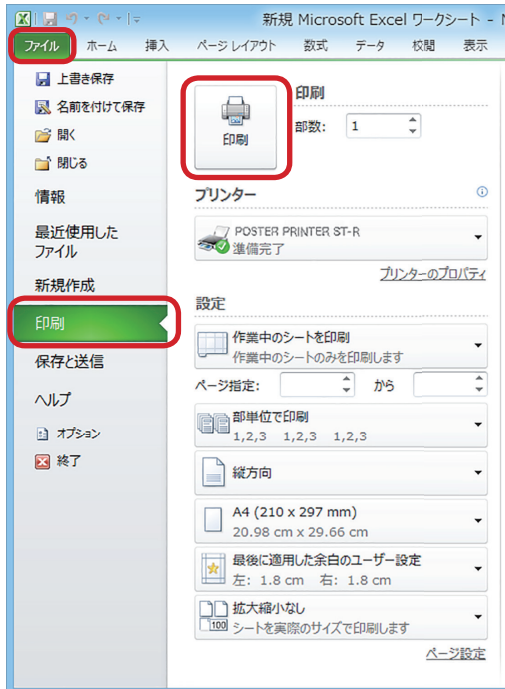 新規 Microsoft Excel ワークシート -
ファイル ホーム 挿入 ページ レイアウト 数式 データ 校閲 表示
上書き保存
名前を付けて保存
開く
閉じる
情報
最近使用した
ファイル
新規作成
印刷
保存と送信
ヘルプ
オプション
終了
印刷
印刷
部数: 1
プリンター
POSTER PRINTER ST-R
準備完了
プリンターのプロパティ
設定
作業中のシートを印刷
作業中のシートのみを印刷します
ページ指定: から
部単位で印刷
1,2,3 1,2,3 1,2,3
縦方向
A4 (210 x 297 mm)
20.98 cm x 29.66 cm
最後に適用した余白のユーザー設定
左: 1.8 cm 右: 1.8 cm
拡大縮小なし
100
シートを実際のサイズで印刷します
ページ設定